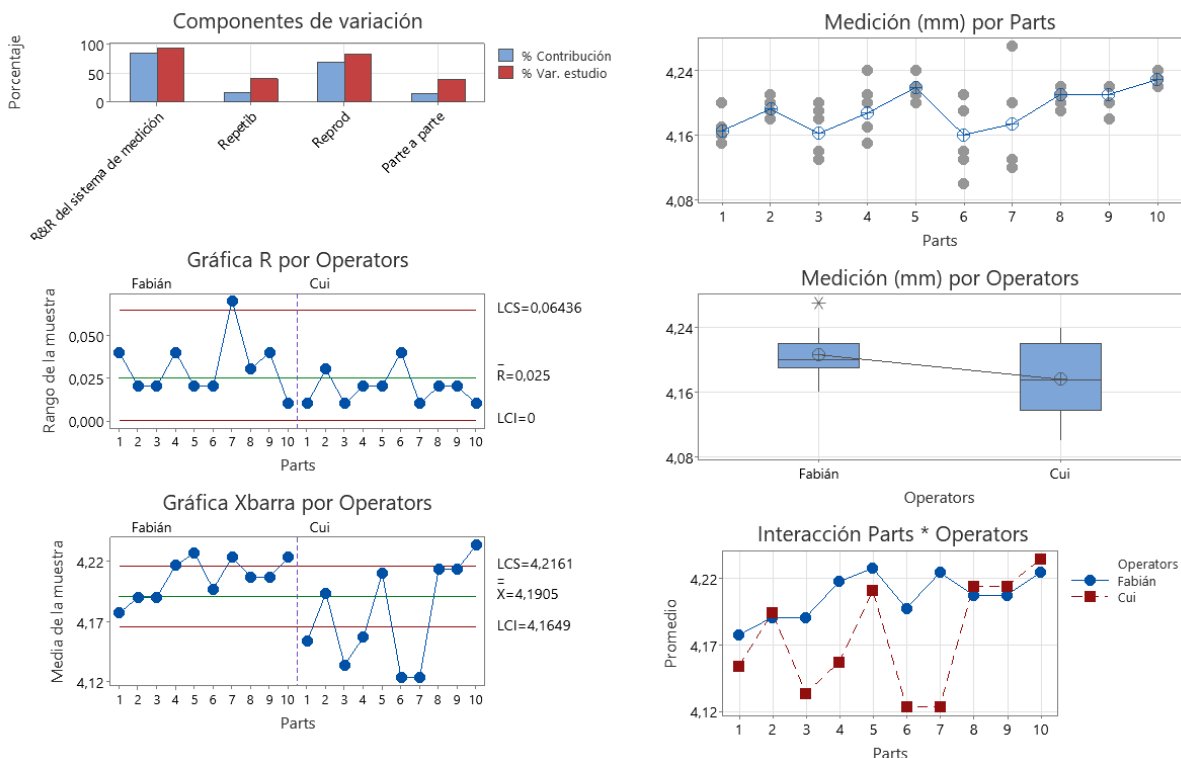 Componentes de variación
Porcentaje
100
50
0
% Contribución
% Var. estudio
R&R del sistema de medición
Repetib
Reprod
Parte a parte
Medición (mm) por Parts
4,24
4,16
4,08
1 2 3 4 5 6 7 8 9 10
Parts
Gráfica R por Operators
Fabián Cui
Rango de la muestra
0,050
0,025
0,000
LCS=0,06436
R=0,025
LCI=0
1 2 3 4 5 6 7 8 9 10 1 2 3 4 5 6 7 8 9 10
Parts
Medición (mm) por Operators
4,24
4,16
4,08
Fabián Cui
Operators
Gráfica Xbarra por Operators
Fabián Cui
Media de la muestra
4,22
4,17
4,12
LCS=4,2161
X=4,1905
LCI=4,1649
1 2 3 4 5 6 7 8 9 10 1 2 3 4 5 6 7 8 9 10
Parts
Interacción Parts * Operators
Promedio
4,22
4,17
4,12
Operators
Fabián
Cui
1 2 3 4 5 6 7 8 9 10
Parts